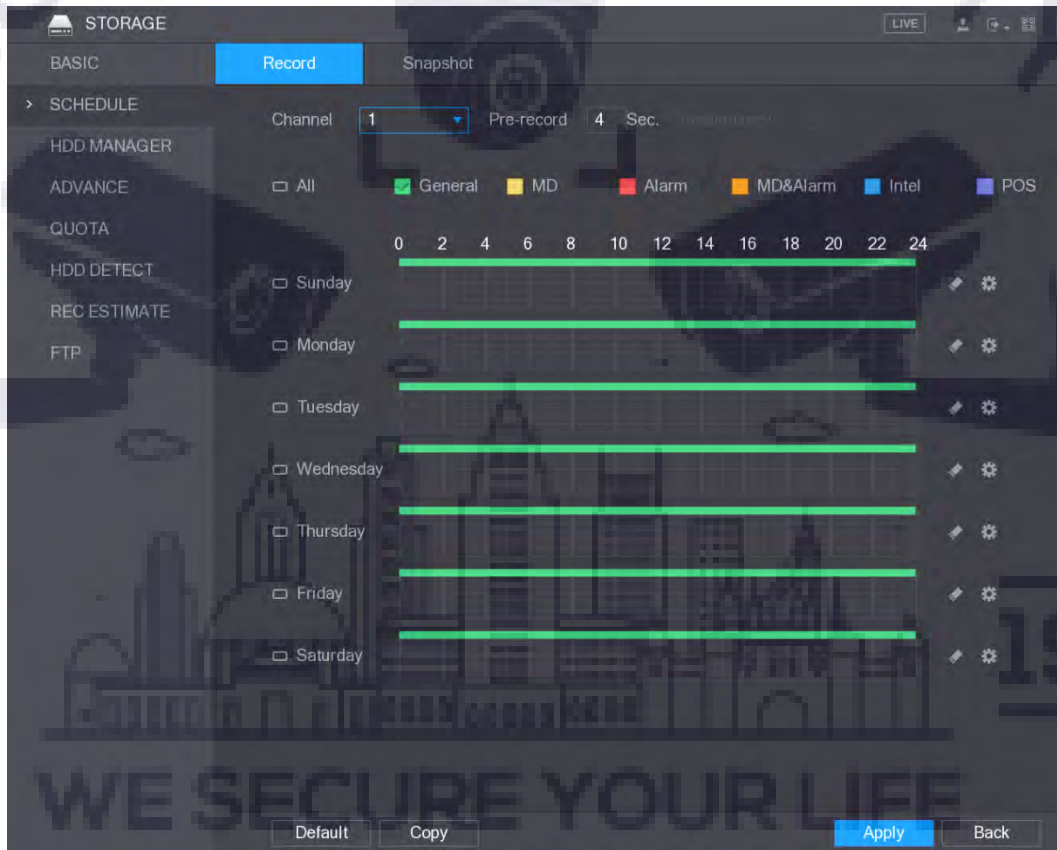 STORAGE LIVE
BASIC Record Snapshot
> SCHEDULE
Channel 1 Pre-record 4 Sec.
HDD MANAGER
ADVANCE All General MD Alarm MD&Alarm Intel POS
QUOTA
0 2 4 6 8 10 12 14 16 18 20 22 24
HDD DETECT
Sunday
REC ESTIMATE
Monday
FTP
Tuesday
Wednesday
Thursday
Friday
Saturday
WE SECURE YOUR LIFE
Default Copy Apply Back